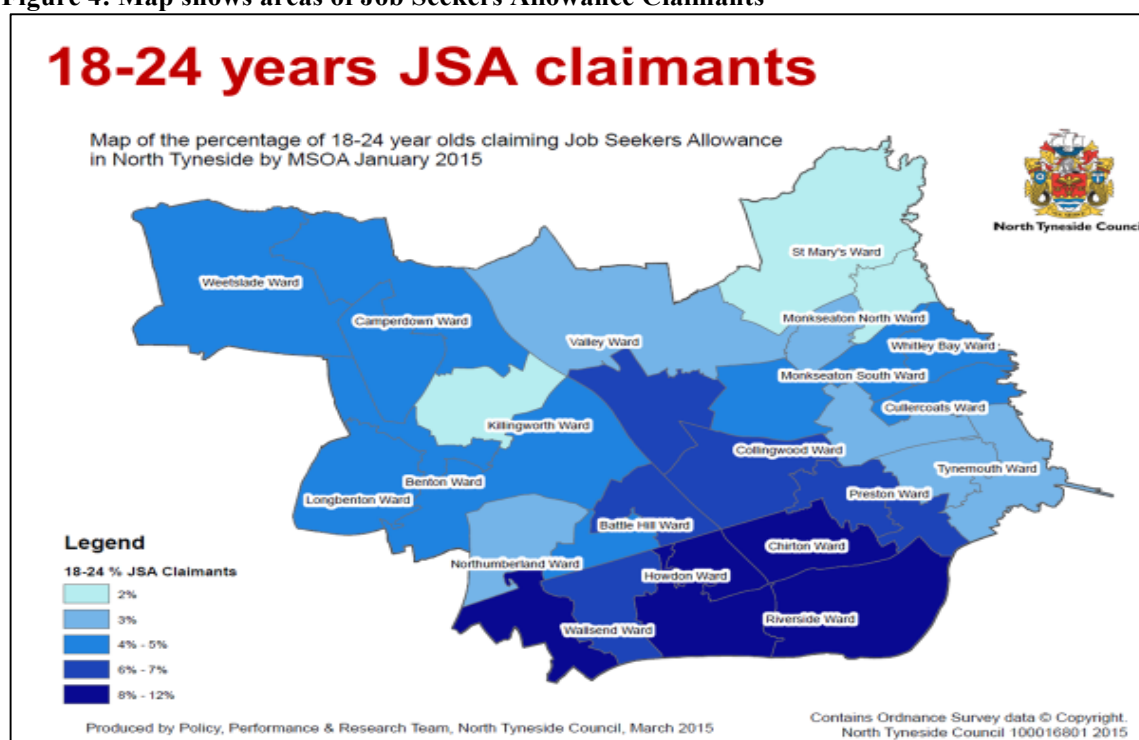 Figure 4: Map shows areas of Job Seekers Allowance Claimants
18-24 years JSA claimants
Map of the percentage of 18-24 year olds claiming Job Seekers Allowance
in North Tyneside by MSOA January 2015
North Tyneside Council
St Mary's Ward
Weetslade Ward
Monkseaton North Ward
Camperdown Ward
Valley Ward
Whitley Bay Ward
Monkseaton South Ward
Cullercoats Ward
Killingworth Ward
Collingwood Ward
Tynemouth Ward
Benton Ward
Preston Ward
Longbenton Ward
Battle Hill Ward
Chirton Ward
Northumberland Ward
Howdon Ward
Riverside Ward
Wallsend Ward
Legend
18-24 % JSA Claimants
2%
3%
4% - 5%
6% - 7%
8% - 12%
Produced by Policy, Performance & Research Team, North Tyneside Council, March 2015
Contains Ordnance Survey data © Copyright.
North Tyneside Council 100016801 2015